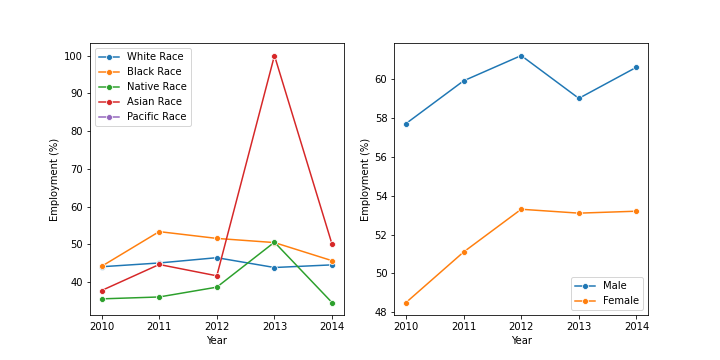 White Race
Black Race
Native Race
Asian Race
Pacific Race
100
90
80
70
60
50
40
Employment (%)
2010 2011 2012 2013 2014
Year
60
58
56
54
52
50
48
Employment (%)
Male
Female
2010 2011 2012 2013 2014
Year